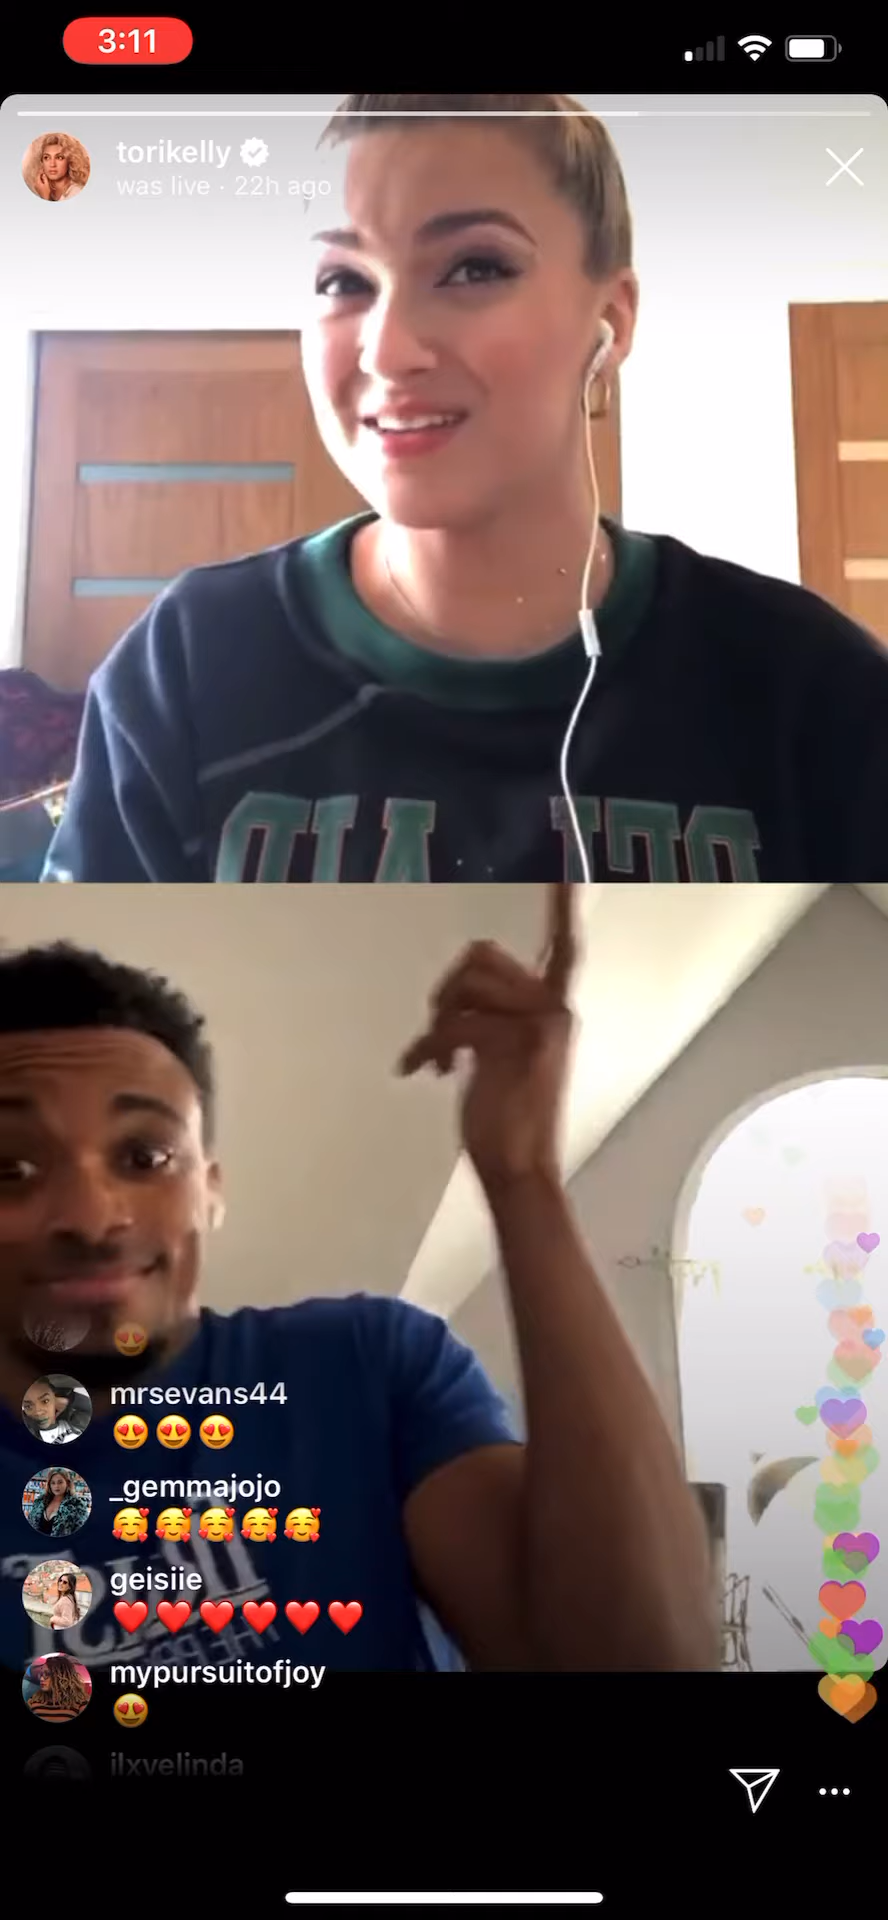 3:11
torikelly
was live · 22h ago
mrsevans44
😍😍😍
_gemmajojo
🥰🥰🥰🥰🥰
geisiie
❤️❤️❤️❤️❤️❤️
mypursuitofjoy
😍
ilxvelinda